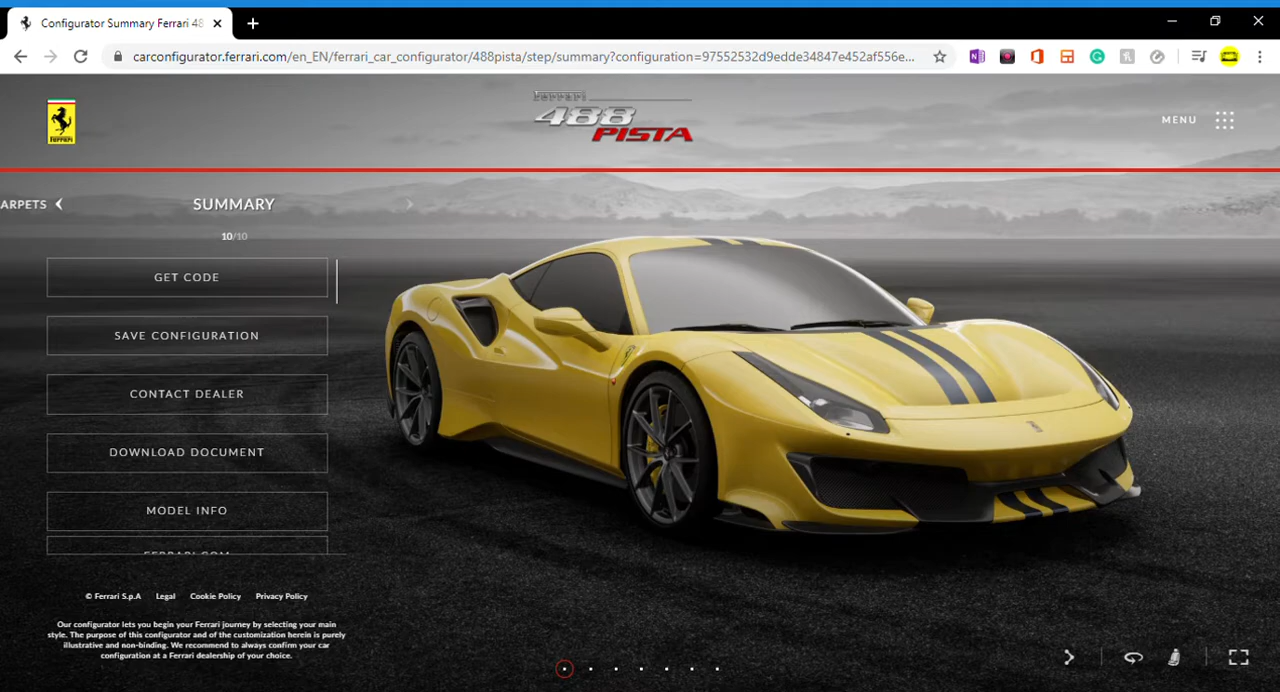 Configurator Summary Ferrari 48
carconfigurator.ferrari.com/en_EN/ferrari_car_configurator/488pista/step/summary?configuration=97552532d9edde34847e452af556e...
Ferrari
Ferrari
488
PISTA
MENU
ARPETS
SUMMARY
10/10
GET CODE
SAVE CONFIGURATION
CONTACT DEALER
DOWNLOAD DOCUMENT
MODEL INFO
FERRARI.COM
© Ferrari S.p.A Legal Cookie Policy Privacy Policy
Our configurator lets you begin your Ferrari journey by selecting your main
style. The purpose of this configurator and of the customization herein is purely
illustrative and non-binding. We recommend to always confirm your car
configuration at a Ferrari dealership of your choice.